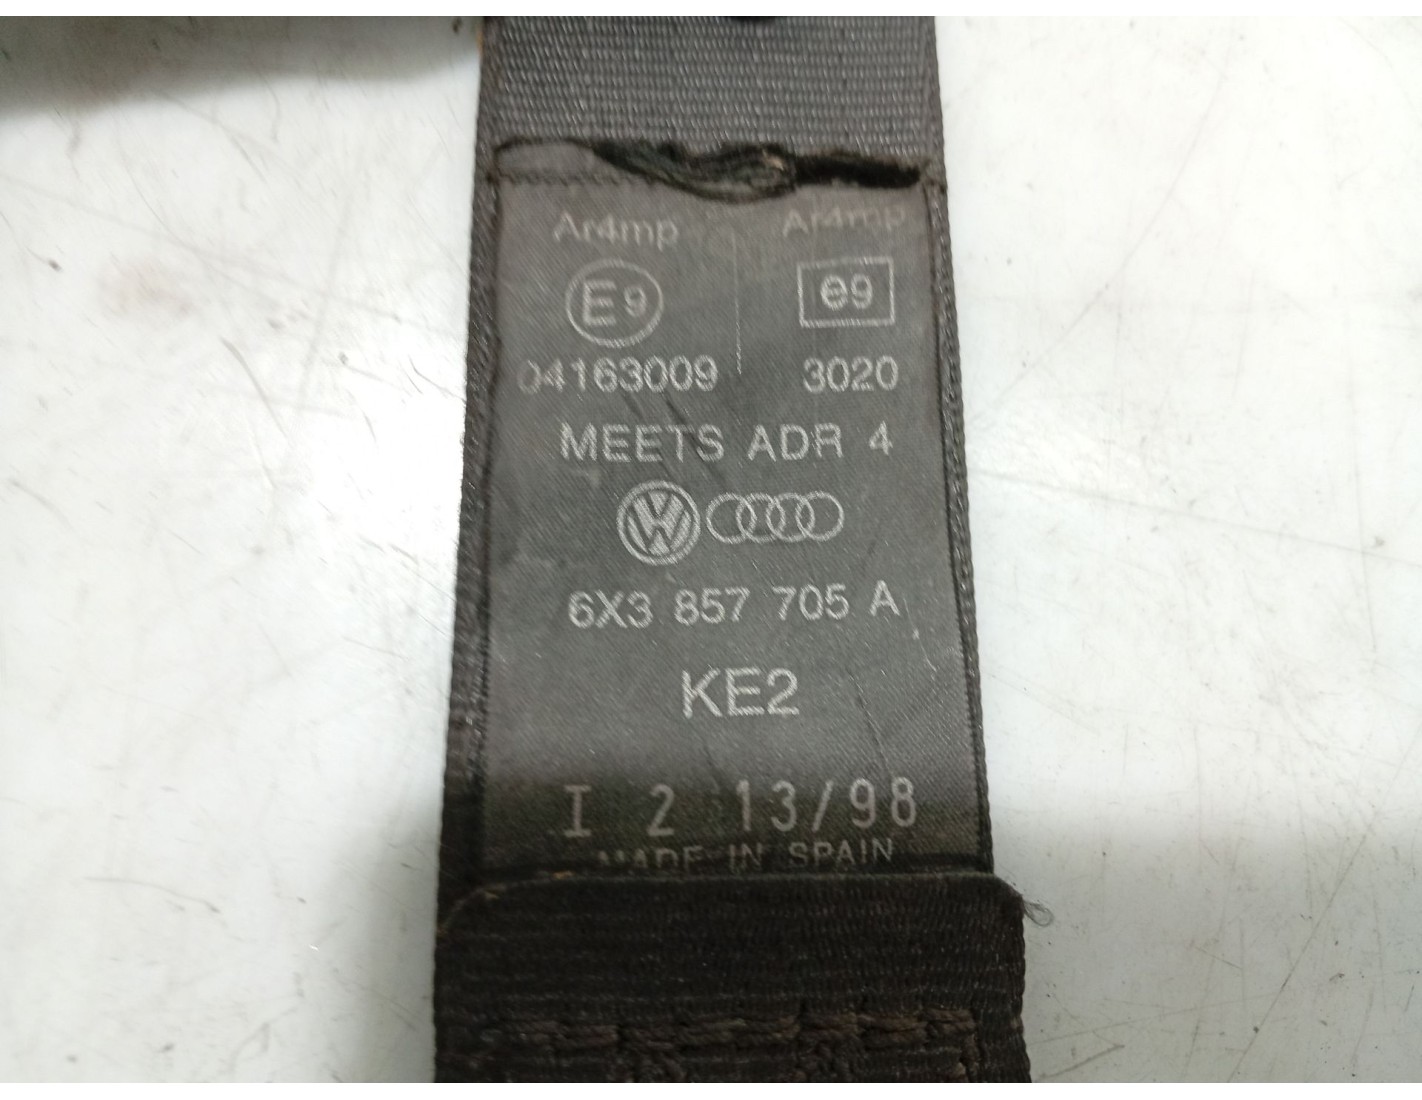 Ar4mp Ar4mp
E9 e9
04163009 3020
MEETS ADR 4
VW
6X3 857 705 A
KE2
I 2 13/98
MADE IN SPAIN